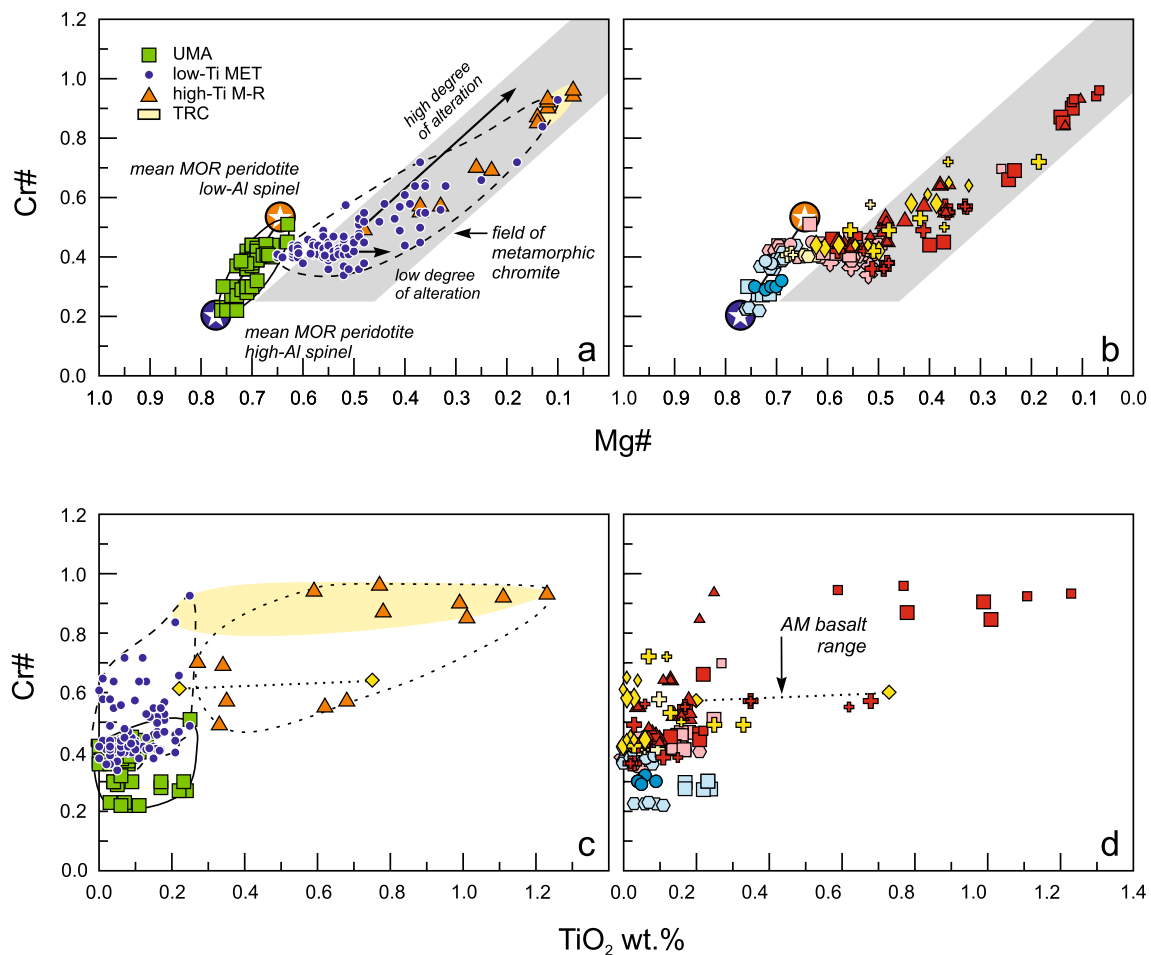 1.2
1.0
0.8
0.6
0.4
0.2
0.0
Cr#
UMA
low-Ti MET
high-Ti M-R
TRC
high degree
of alteration
mean MOR peridotite
low-Al spinel
field of
metamorphic
chromite
low degree
of alteration
mean MOR peridotite
high-Al spinel
a
b
1.0 0.9 0.8 0.7 0.6 0.5 0.4 0.3 0.2 0.1
1.0 0.9 0.8 0.7 0.6 0.5 0.4 0.3 0.2 0.1 0.0
Mg#
1.2
1.0
0.8
0.6
0.4
0.2
0.0
Cr#
AM basalt
range
c
d
0.0 0.2 0.4 0.6 0.8 1.0 1.2
0.0 0.2 0.4 0.6 0.8 1.0 1.2 1.4
TiO₂ wt.%